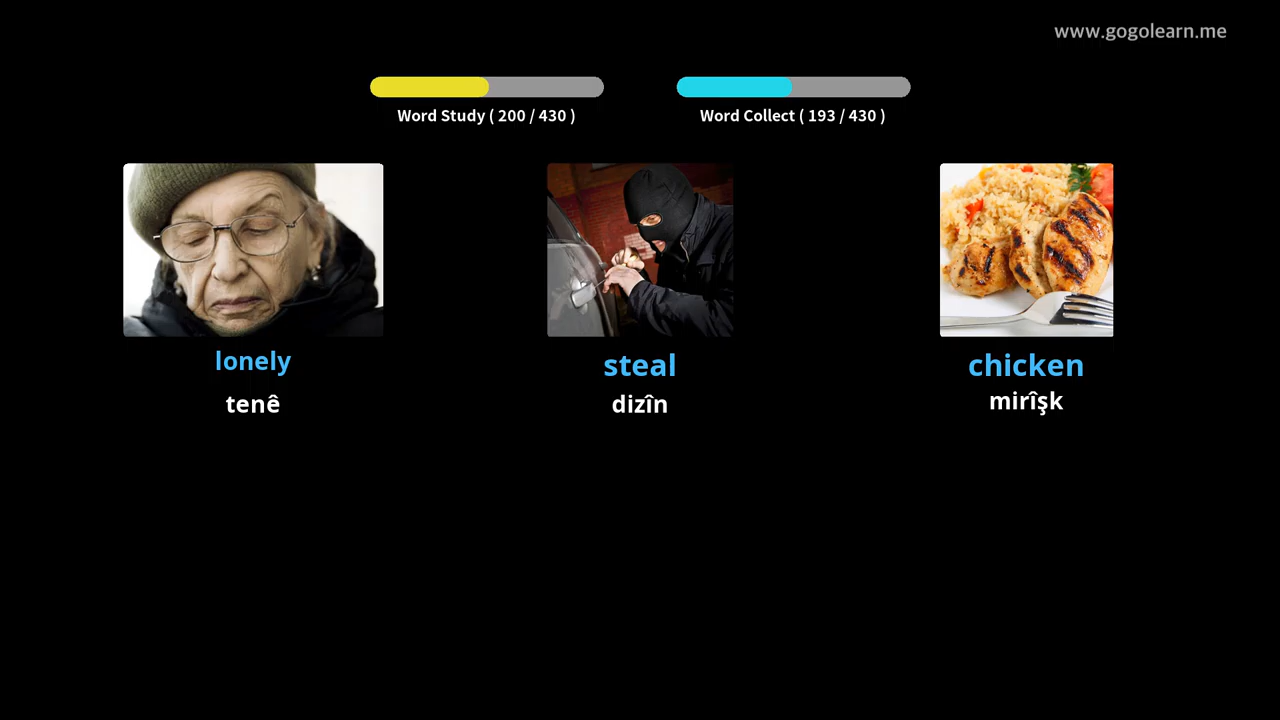 www.gogolearn.me
Word Study ( 200 / 430 )
Word Collect ( 193 / 430 )
lonely
tenê
steal
dizîn
chicken
mirîşk